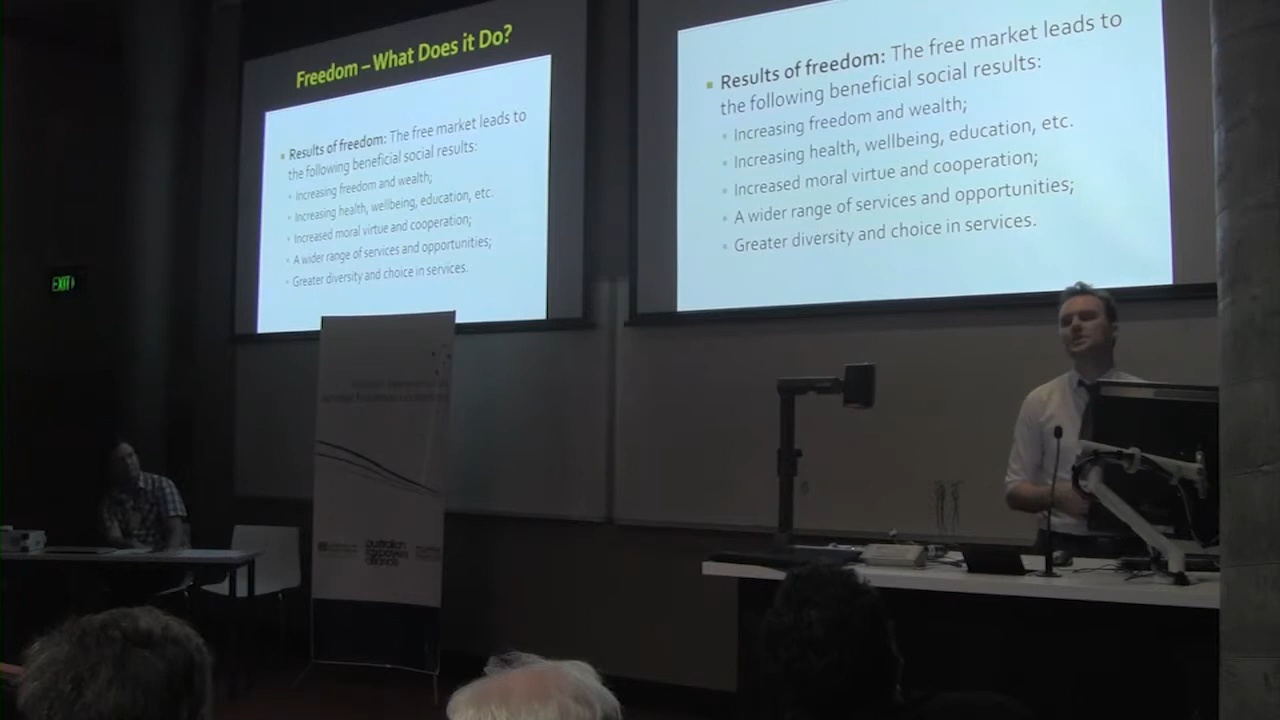 Freedom – What Does it Do?
Results of freedom: The free market leads to
the following beneficial social results:
Increasing freedom and wealth;
Increasing health, wellbeing, education, etc.
Increased moral virtue and cooperation;
A wider range of services and opportunities;
Greater diversity and choice in services.
Results of freedom: The free market leads to
the following beneficial social results:
Increasing freedom and wealth;
Increasing health, wellbeing, education, etc.
Increased moral virtue and cooperation;
A wider range of services and opportunities;
Greater diversity and choice in services.
EXIT
australian
taxpayers
alliance